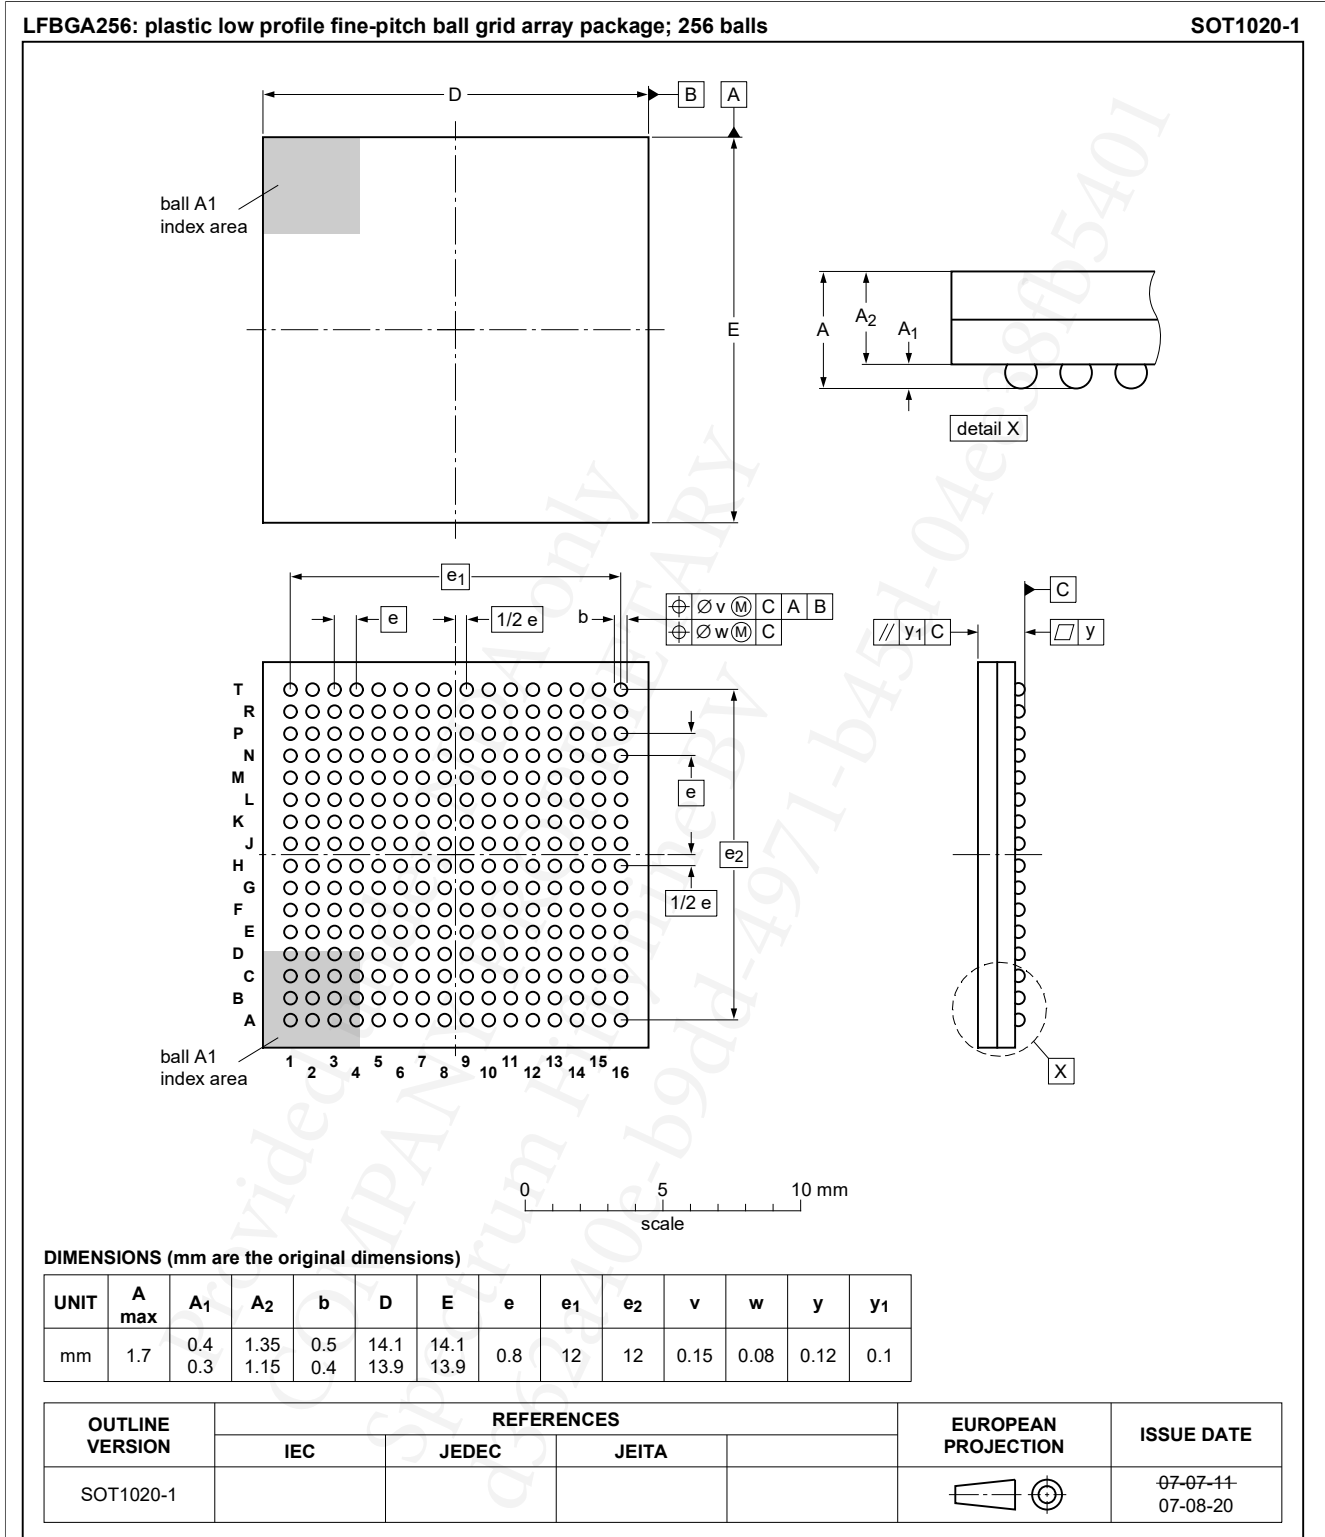 LFBGA256: plastic low profile fine-pitch ball grid array package; 256 balls SOT1020-1
D B A
ball A1
index area
E
A A2 A1
detail X
e1
e 1/2 e b
⌖ Ø v Ⓜ C A B
⌖ Ø w Ⓜ C
C
// y1 C
⏥ y
T
R
P
N
M
L
K
J
H
G
F
E
D
C
B
A
e
e2
1/2 e
ball A1
index area
1 2 3 4 5 6 7 8 9 10 11 12 13 14 15 16
X
0 5 10 mm
scale
DIMENSIONS (mm are the original dimensions)
UNIT A max A1 A2 b D E e e1 e2 v w y y1
mm 1.7 0.4 0.3 1.35 1.15 0.5 0.4 14.1 13.9 14.1 13.9 0.8 12 12 0.15 0.08 0.12 0.1
OUTLINE VERSION REFERENCES EUROPEAN PROJECTION ISSUE DATE
IEC JEDEC JEITA
SOT1020-1 07-07-11
07-08-20